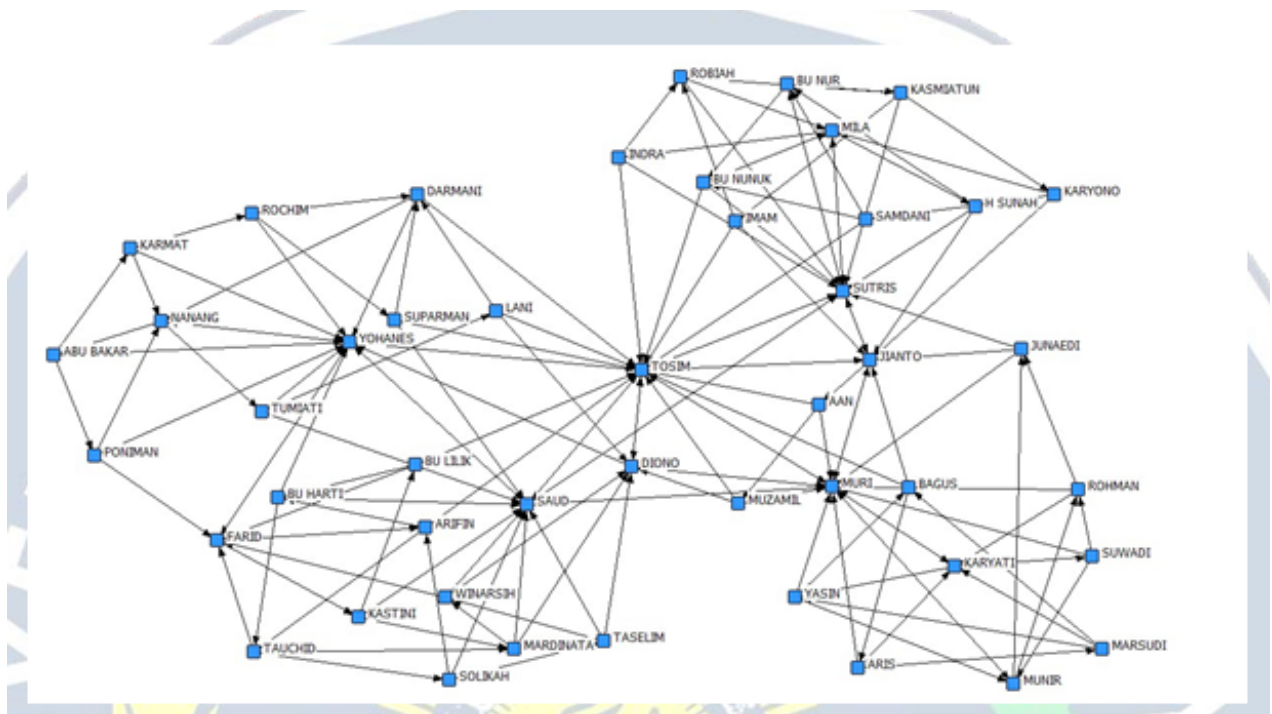 ROBIAH
BU NUR
KASMIATUN
MILA
INDRA
BU NUNUK
KARYONO
H SUNAH
IMAM
SAMDANI
DARMANI
ROCHIM
KARMAT
SUTRIS
LANI
NANANG
SUPARMAN
YOHANES
ABU BAKAR
TOSIM
JIANTO
JUNAEDI
AAN
TUMIATI
PONIMAN
BU LILIK
DIONO
MURI
BAGUS
ROHMAN
BU HARTI
SAUD
MUZAMIL
ARIFIN
FARID
SUWADI
KARYATI
WINARSIH
YASIN
KASTINI
TASELIM
TAUCHID
MARDINATA
MARSUDI
ARIS
SOLIKAH
MUNIR